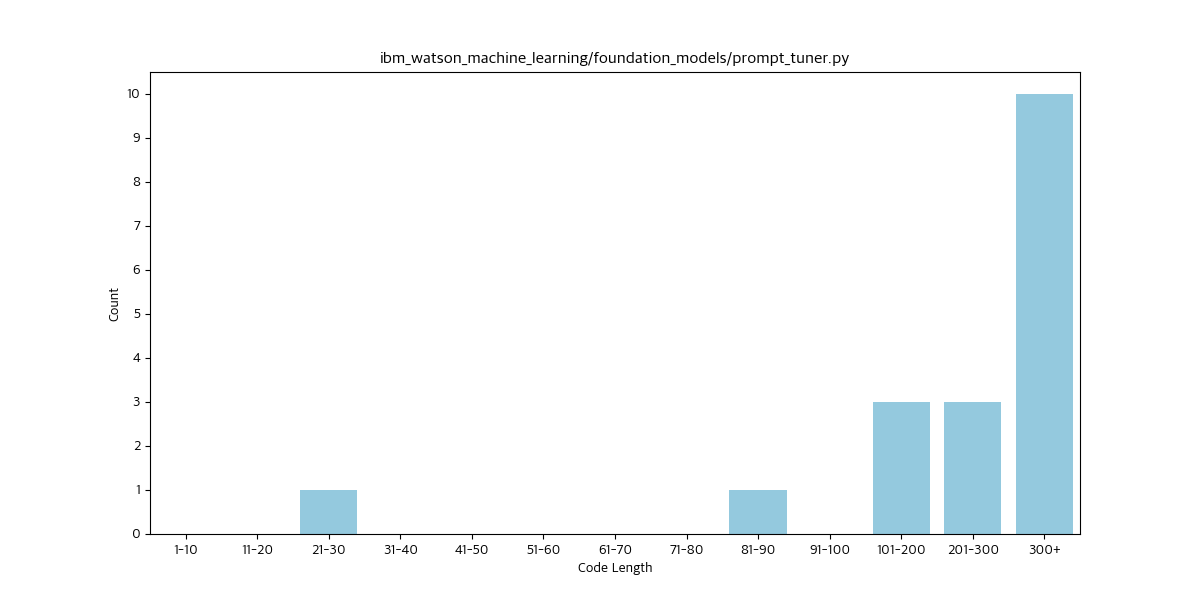 ibm_watson_machine_learning/foundation_models/prompt_tuner.py
10
9
8
7
6
5
4
3
2
1
0
Count
1-10 11-20 21-30 31-40 41-50 51-60 61-70 71-80 81-90 91-100 101-200 201-300 300+
Code Length